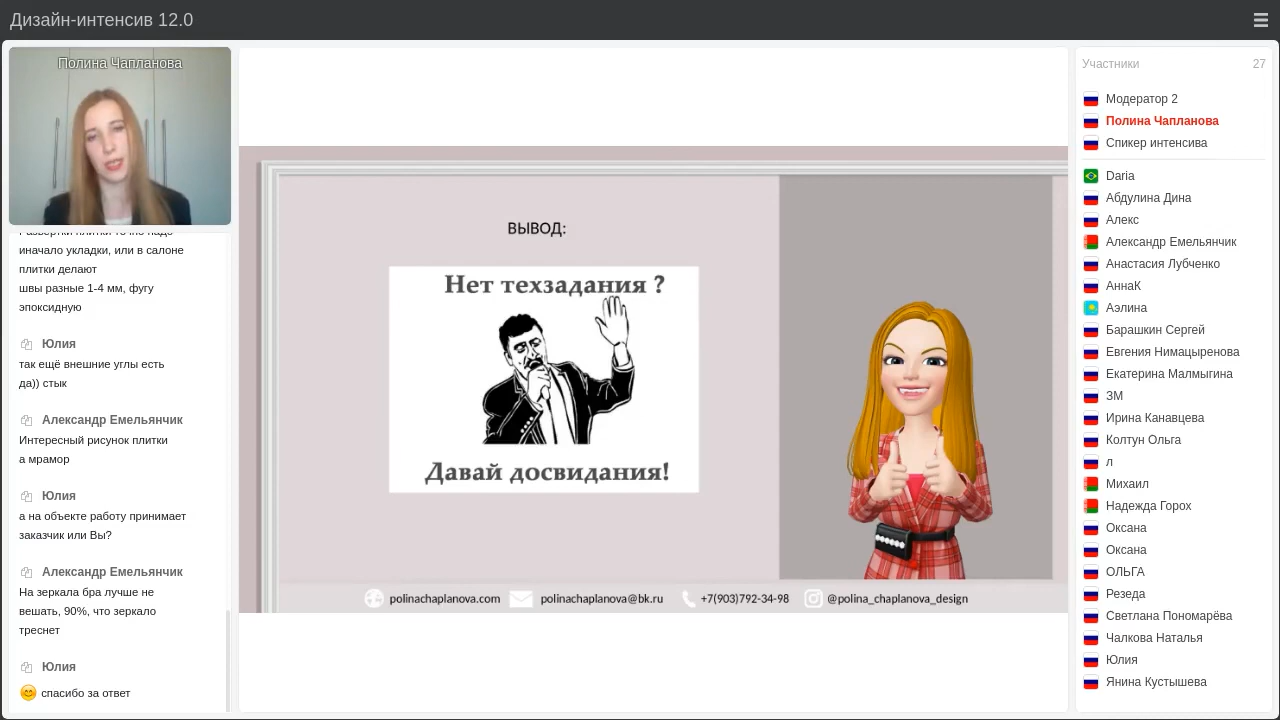 Дизайн-интенсив 12.0
Полина Чапланова
иначало укладки, или в салоне
плитки делают
швы разные 1-4 мм, фугу
эпоксидную
Юлия
так ещё внешние углы есть
да)) стык
Александр Емельянчик
Интересный рисунок плитки
а мрамор
Юлия
а на объекте работу принимает
заказчик или Вы?
Александр Емельянчик
На зеркала бра лучше не
вешать, 90%, что зеркало
треснет
Юлия
спасибо за ответ
ВЫВОД:
Нет техзадания ?
Давай досвидания!
polinachaplanova.com polinachaplanova@bk.ru +7(903)792-34-98 @polina_chaplanova_design
Участники 27
Модератор 2
Полина Чапланова
Спикер интенсива
Daria
Абдулина Дина
Алекс
Александр Емельянчик
Анастасия Лубченко
АннаК
Аэлина
Барашкин Сергей
Евгения Нимацыренова
Екатерина Малмыгина
ЗМ
Ирина Канавцева
Колтун Ольга
л
Михаил
Надежда Горох
Оксана
Оксана
ОЛЬГА
Резеда
Светлана Пономарёва
Чалкова Наталья
Юлия
Янина Кустышева